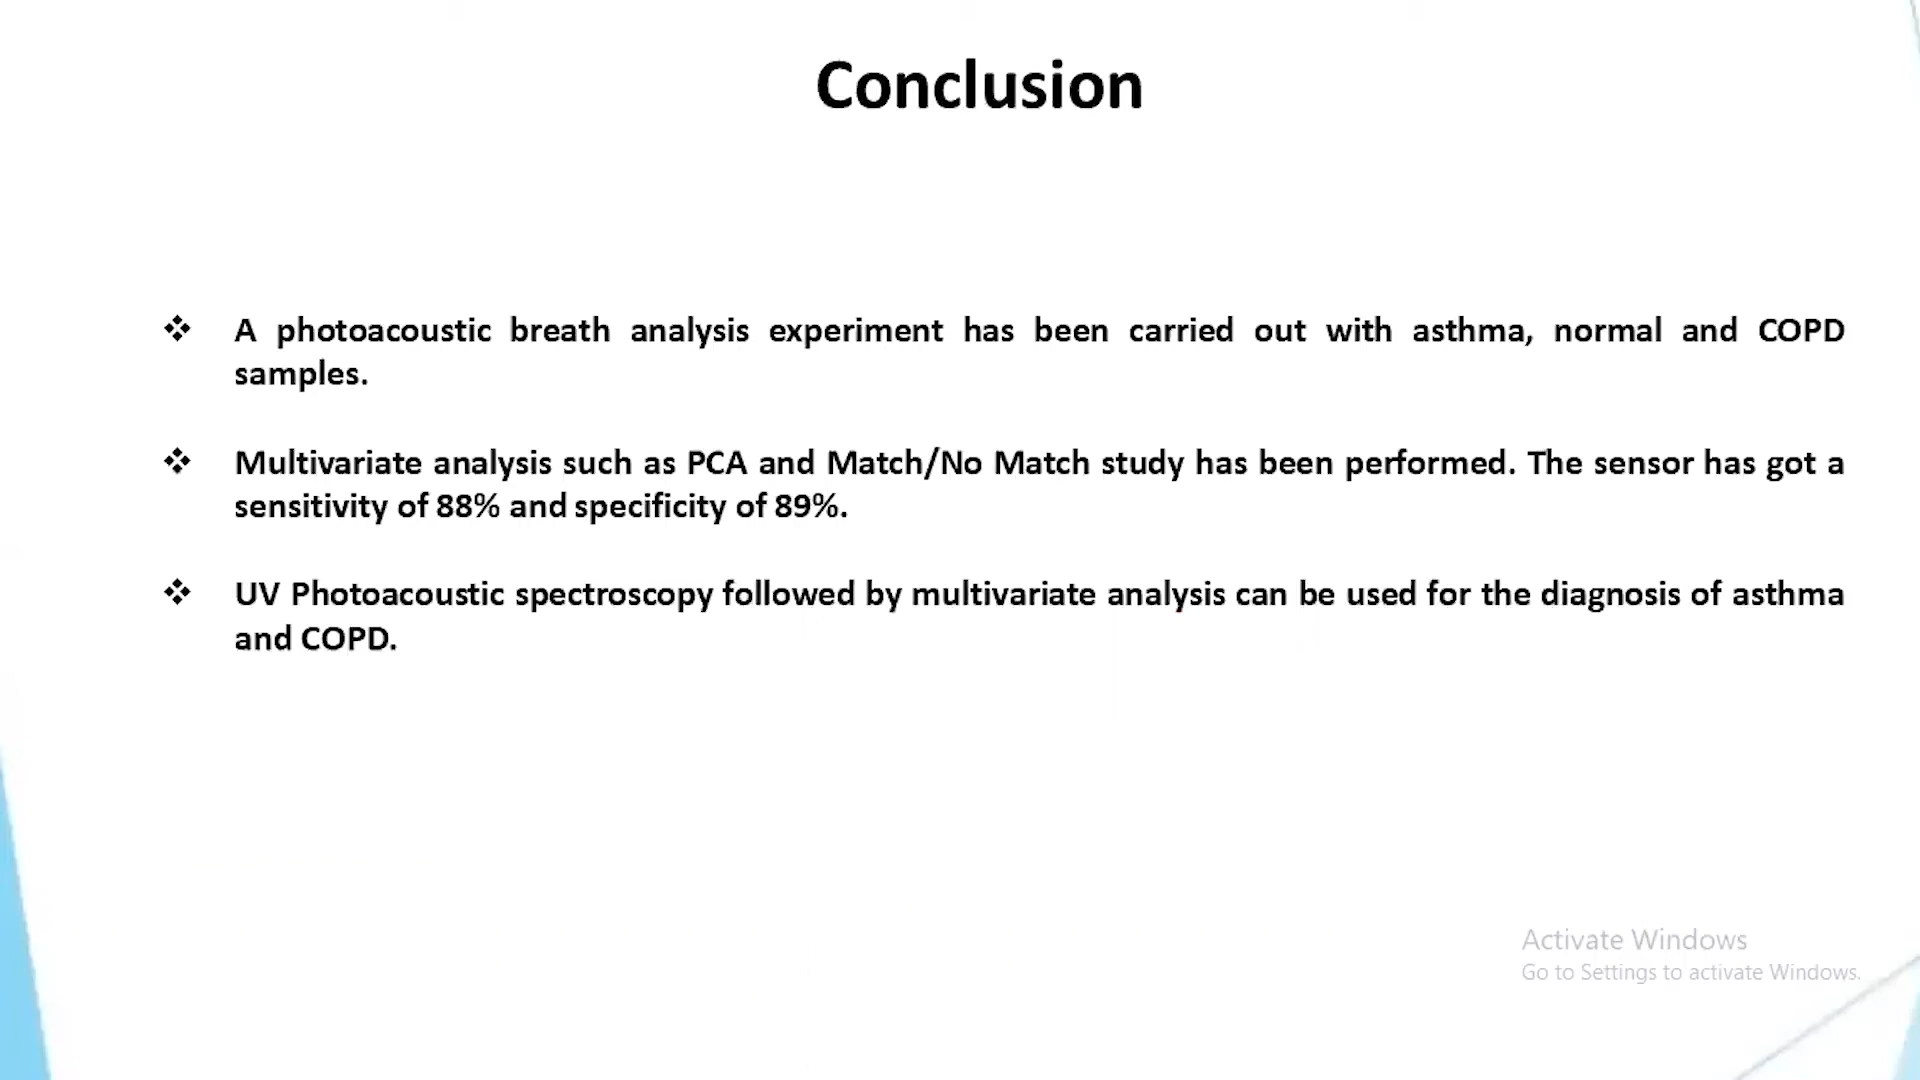 Conclusion
❖ A photoacoustic breath analysis experiment has been carried out with asthma, normal and COPD
samples.
❖ Multivariate analysis such as PCA and Match/No Match study has been performed. The sensor has got a
sensitivity of 88% and specificity of 89%.
❖ UV Photoacoustic spectroscopy followed by multivariate analysis can be used for the diagnosis of asthma
and COPD.
Activate Windows
Go to Settings to activate Windows.